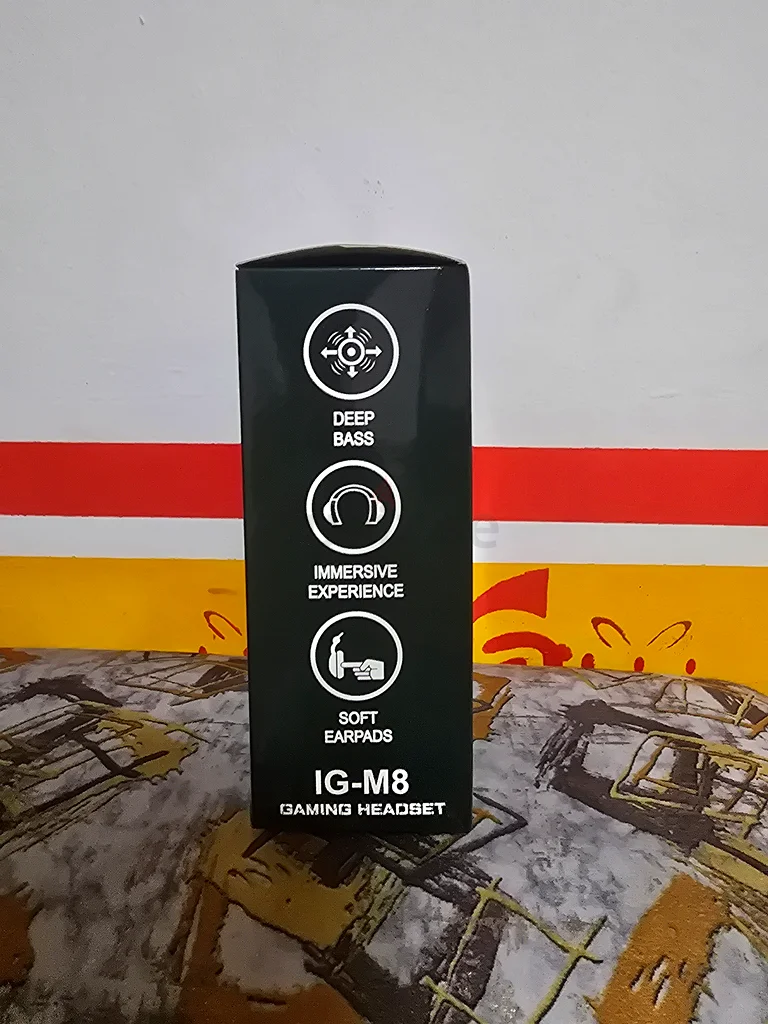 DEEP
BASS
IMMERSIVE
EXPERIENCE
SOFT
EARPADS
IG-M8
GAMING HEADSET